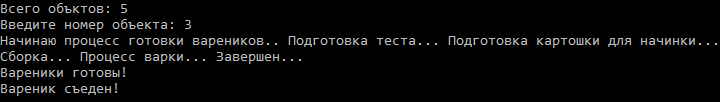 Всего объктов: 5
Введите номер объекта: 3
Начинаю процесс готовки вареников.. Подготовка теста... Подготовка картошки для начинки...
Сборка... Процесс варки... Завершен...
Вареники готовы!
Вареник съеден!